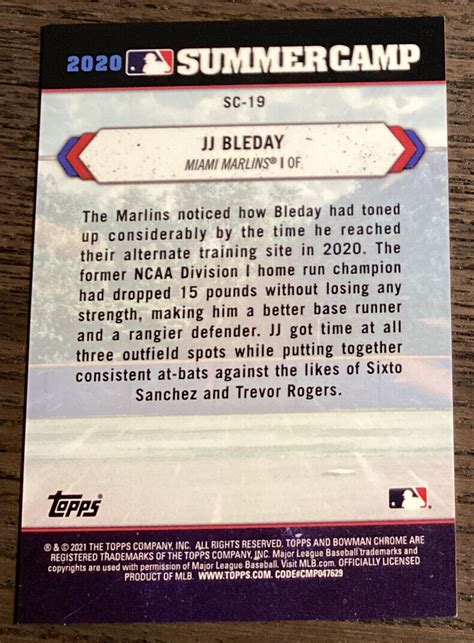 2020 SUMMER CAMP
SC-19
JJ BLEDAY
MIAMI MARLINS® I OF
The Marlins noticed how Bleday had toned
up considerably by the time he reached
their alternate training site in 2020. The
former NCAA Division I home run champion
had dropped 15 pounds without losing any
strength, making him a better base runner
and a rangier defender. JJ got time at all
three outfield spots while putting together
consistent at-bats against the likes of Sixto
Sanchez and Trevor Rogers.
Topps
® & © 2021 THE TOPPS COMPANY, INC. ALL RIGHTS RESERVED. TOPPS AND BOWMAN CHROME ARE
REGISTERED TRADEMARKS OF THE TOPPS COMPANY, INC. Major League Baseball trademarks and
copyrights are used with permission of Major League Baseball. Visit MLB.com. OFFICIALLY LICENSED
PRODUCT OF MLB. WWW.TOPPS.COM. CODE#CMP047629